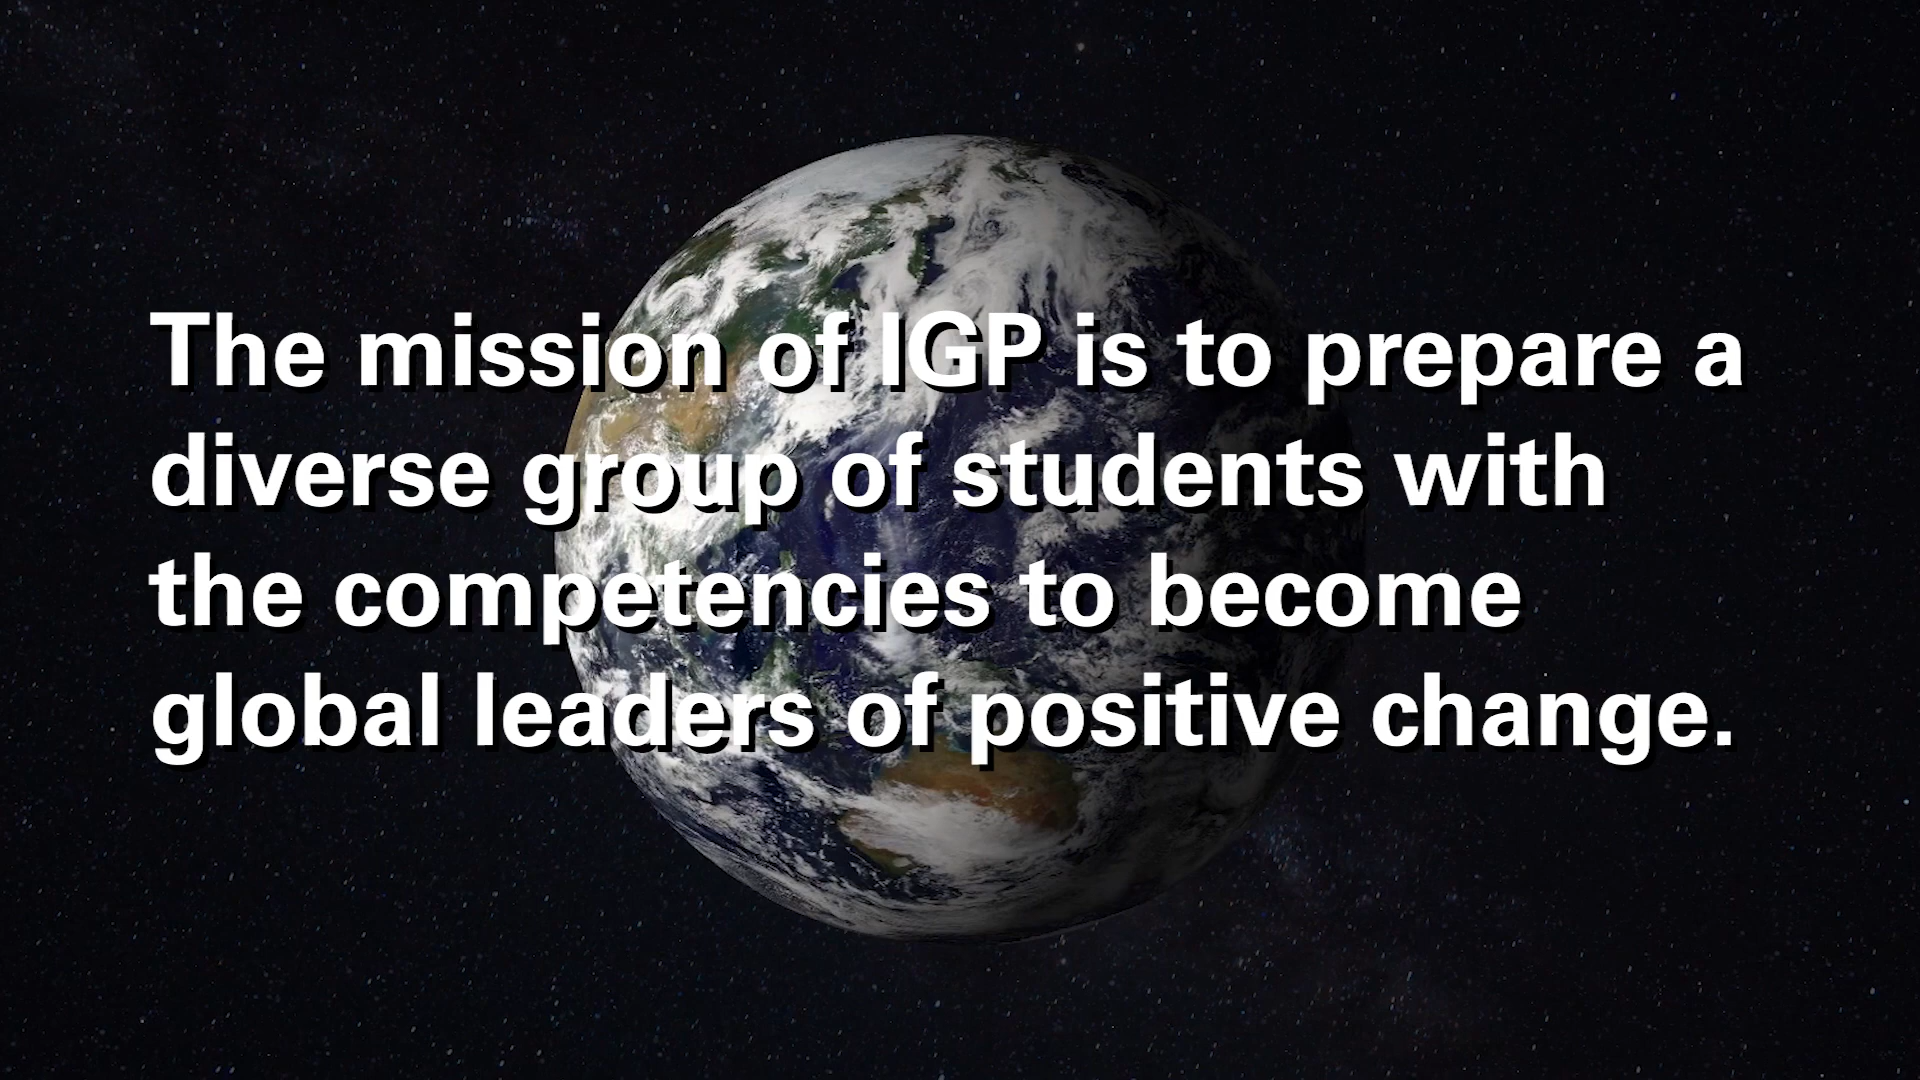 The mission of IGP is to prepare a
diverse group of students with
the competencies to become
global leaders of positive change.